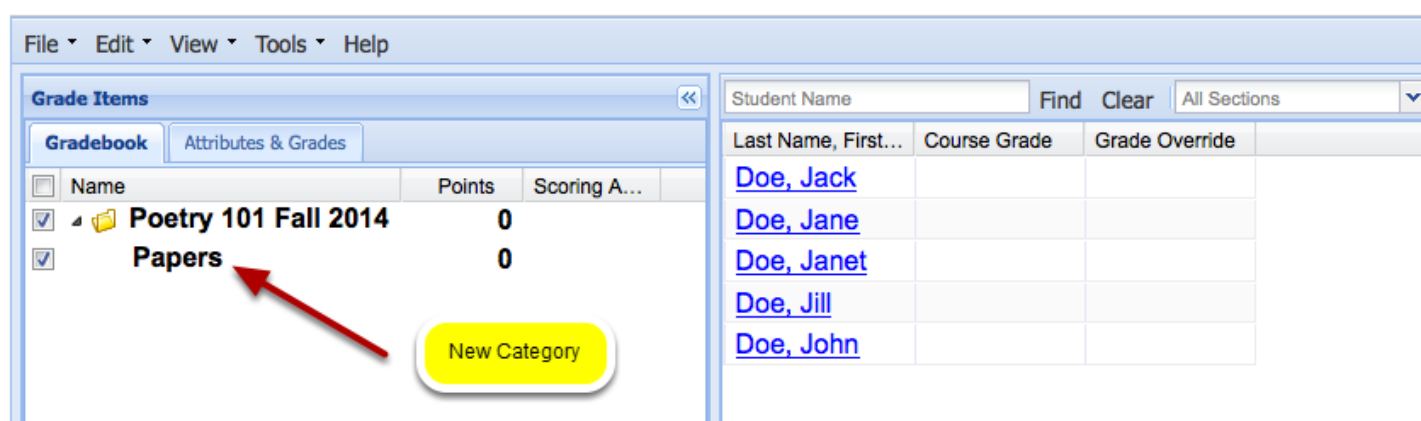 File Edit View Tools Help
Grade Items
Gradebook Attributes & Grades
Name Points Scoring A...
Poetry 101 Fall 2014 0
Papers 0
New Category
Student Name Find Clear All Sections
Last Name, First... Course Grade Grade Override
Doe, Jack
Doe, Jane
Doe, Janet
Doe, Jill
Doe, John